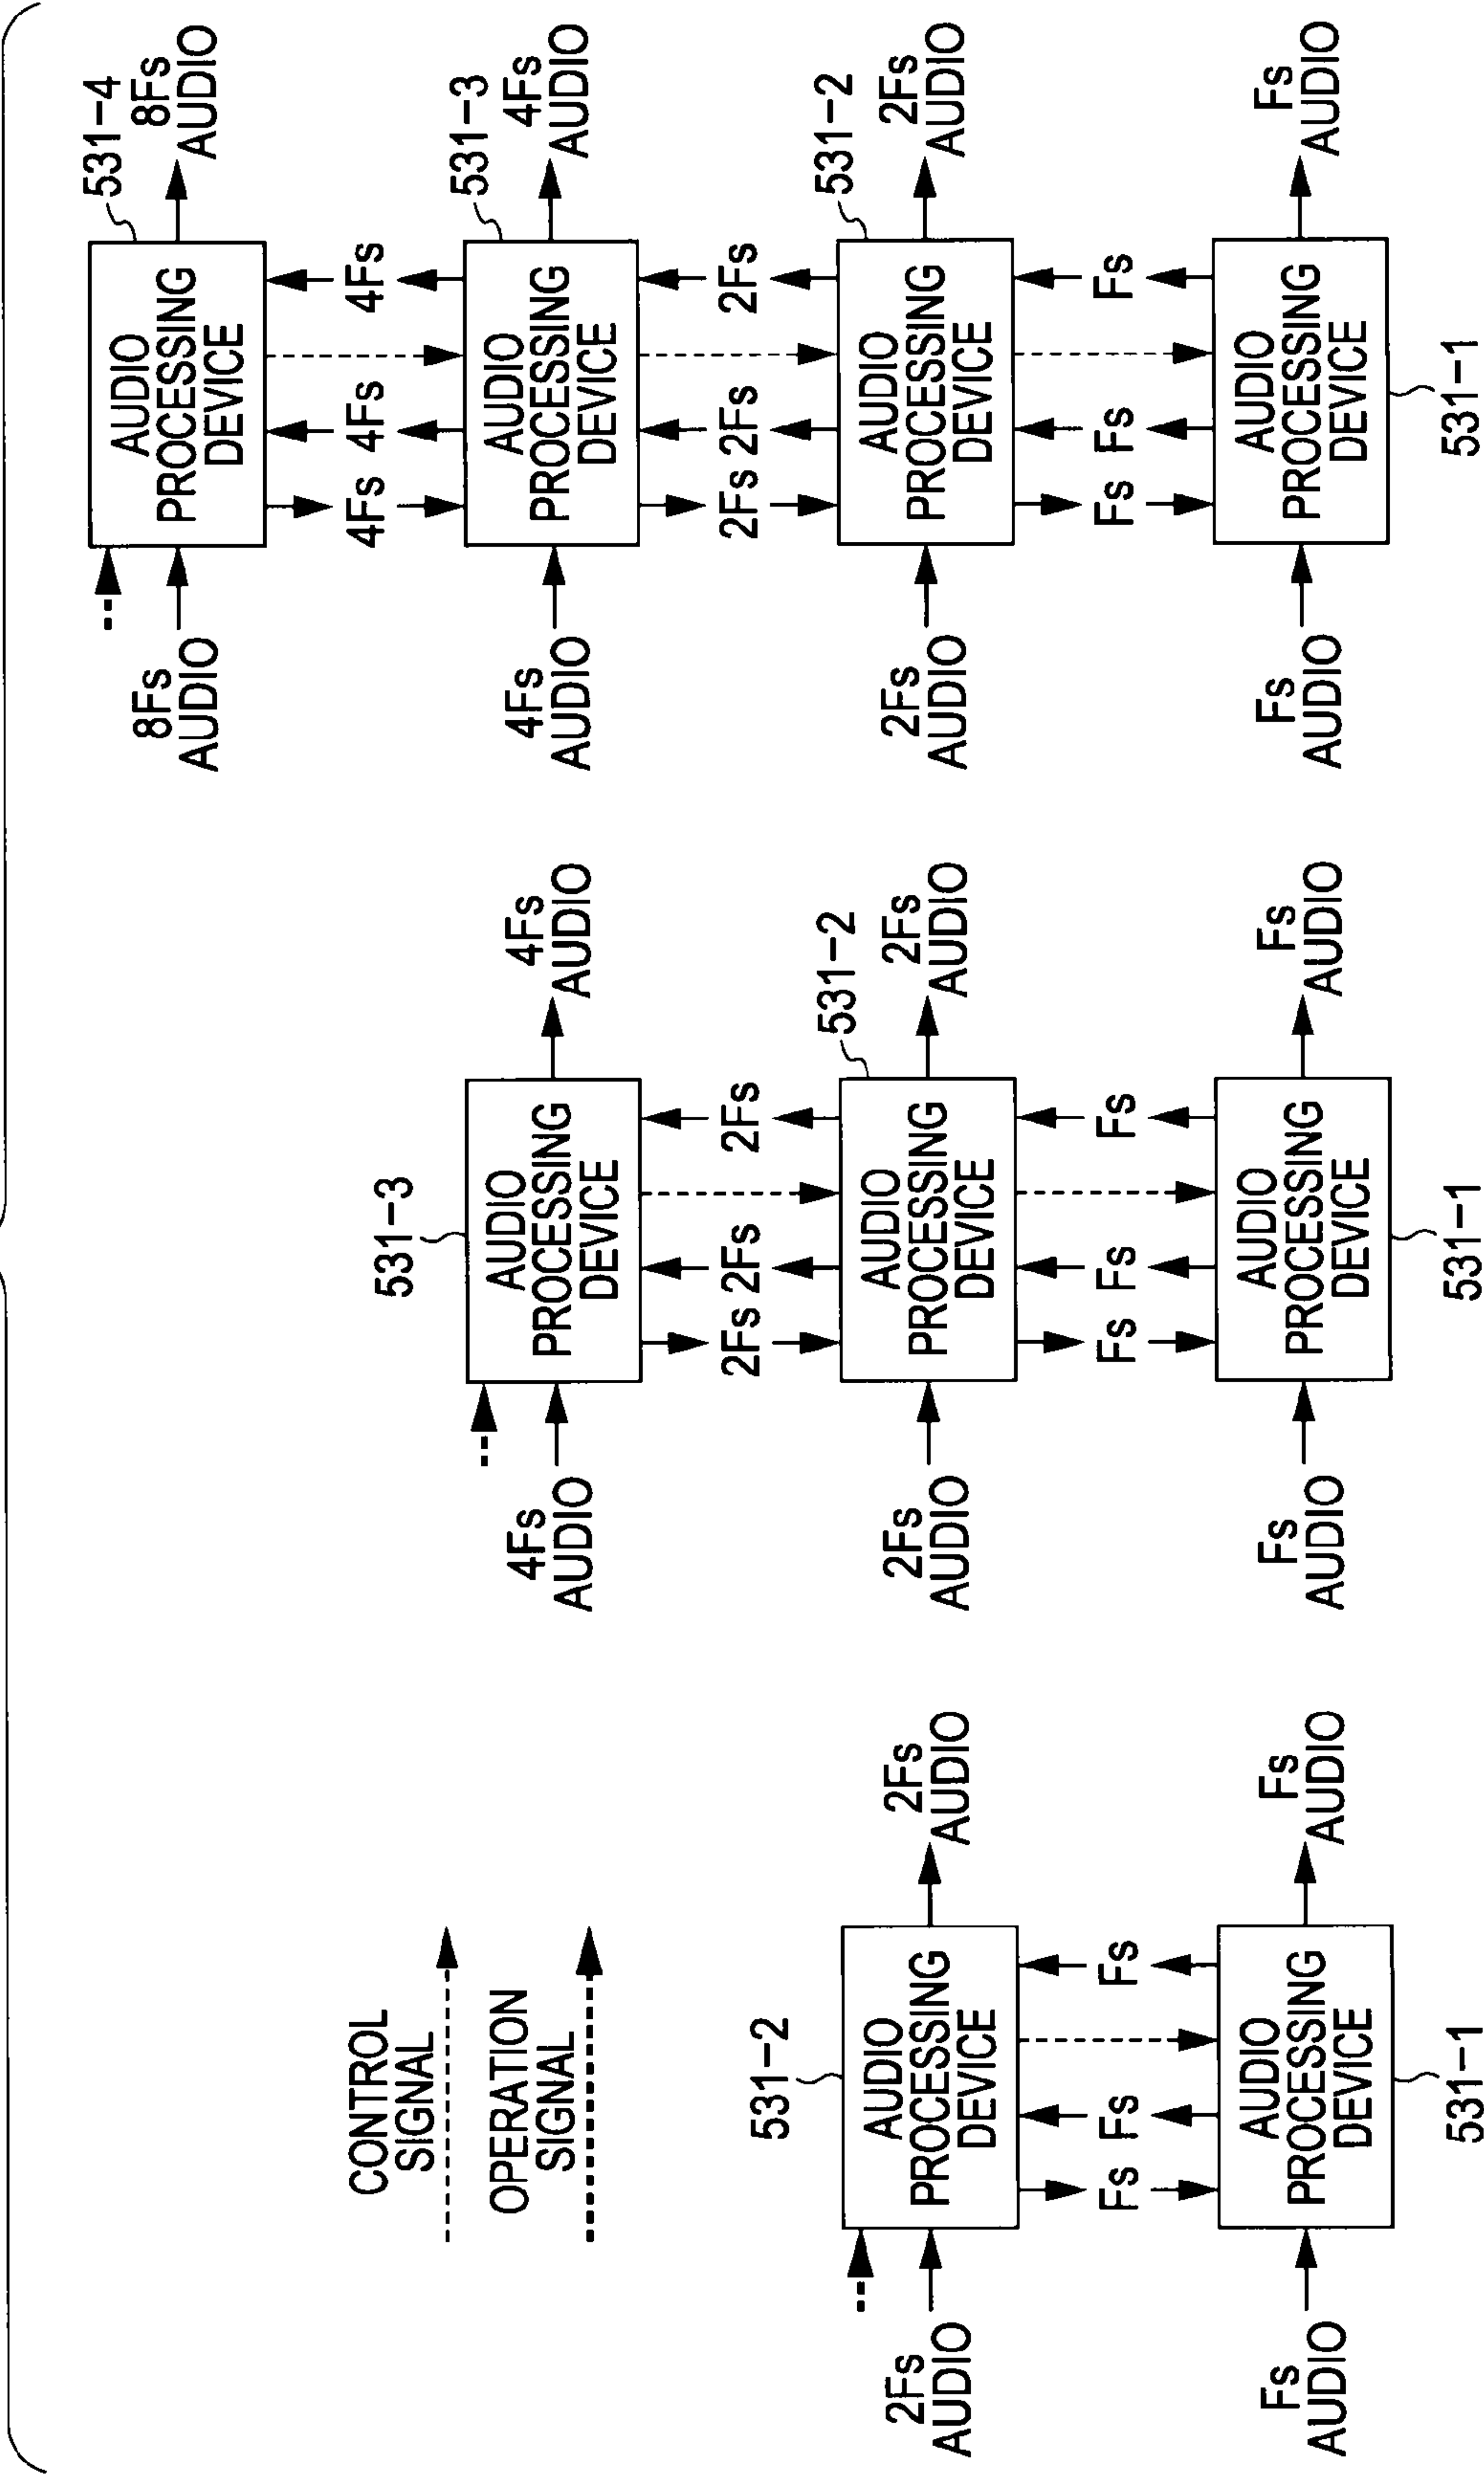 CONTROL
SIGNAL
OPERATION
SIGNAL
531-2
2Fs
AUDIO
AUDIO
PROCESSING
DEVICE
2Fs
AUDIO
Fs
Fs
Fs
Fs
AUDIO
AUDIO
PROCESSING
DEVICE
Fs
AUDIO
531-1
531-3
4Fs
AUDIO
AUDIO
PROCESSING
DEVICE
4Fs
AUDIO
2Fs
2Fs
2Fs
531-2
2Fs
AUDIO
AUDIO
PROCESSING
DEVICE
2Fs
AUDIO
Fs
Fs
Fs
Fs
AUDIO
AUDIO
PROCESSING
DEVICE
Fs
AUDIO
531-1
531-4
8Fs
AUDIO
AUDIO
PROCESSING
DEVICE
8Fs
AUDIO
4Fs
4Fs
4Fs
531-3
4Fs
AUDIO
AUDIO
PROCESSING
DEVICE
4Fs
AUDIO
2Fs
2Fs
2Fs
531-2
2Fs
AUDIO
AUDIO
PROCESSING
DEVICE
2Fs
AUDIO
Fs
Fs
Fs
Fs
AUDIO
AUDIO
PROCESSING
DEVICE
Fs
AUDIO
531-1